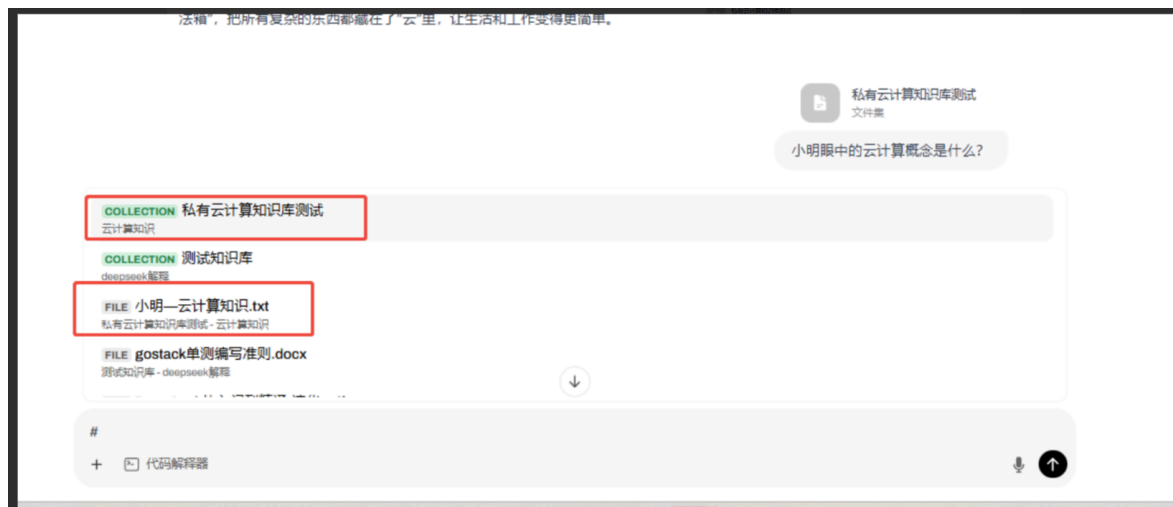 法箱”，把所有复杂的东西都藏在了“云”里，让生活和工作变得更简单。
私有云计算知识库测试
文件集
小明眼中的云计算概念是什么？
COLLECTION 私有云计算知识库测试
云计算知识
COLLECTION 测试知识库
deepseek解释
FILE 小明—云计算知识.txt
私有云计算知识库测试 - 云计算知识
FILE gostack单测编写准则.docx
测试知识库 - deepseek解释
#
代码解释器